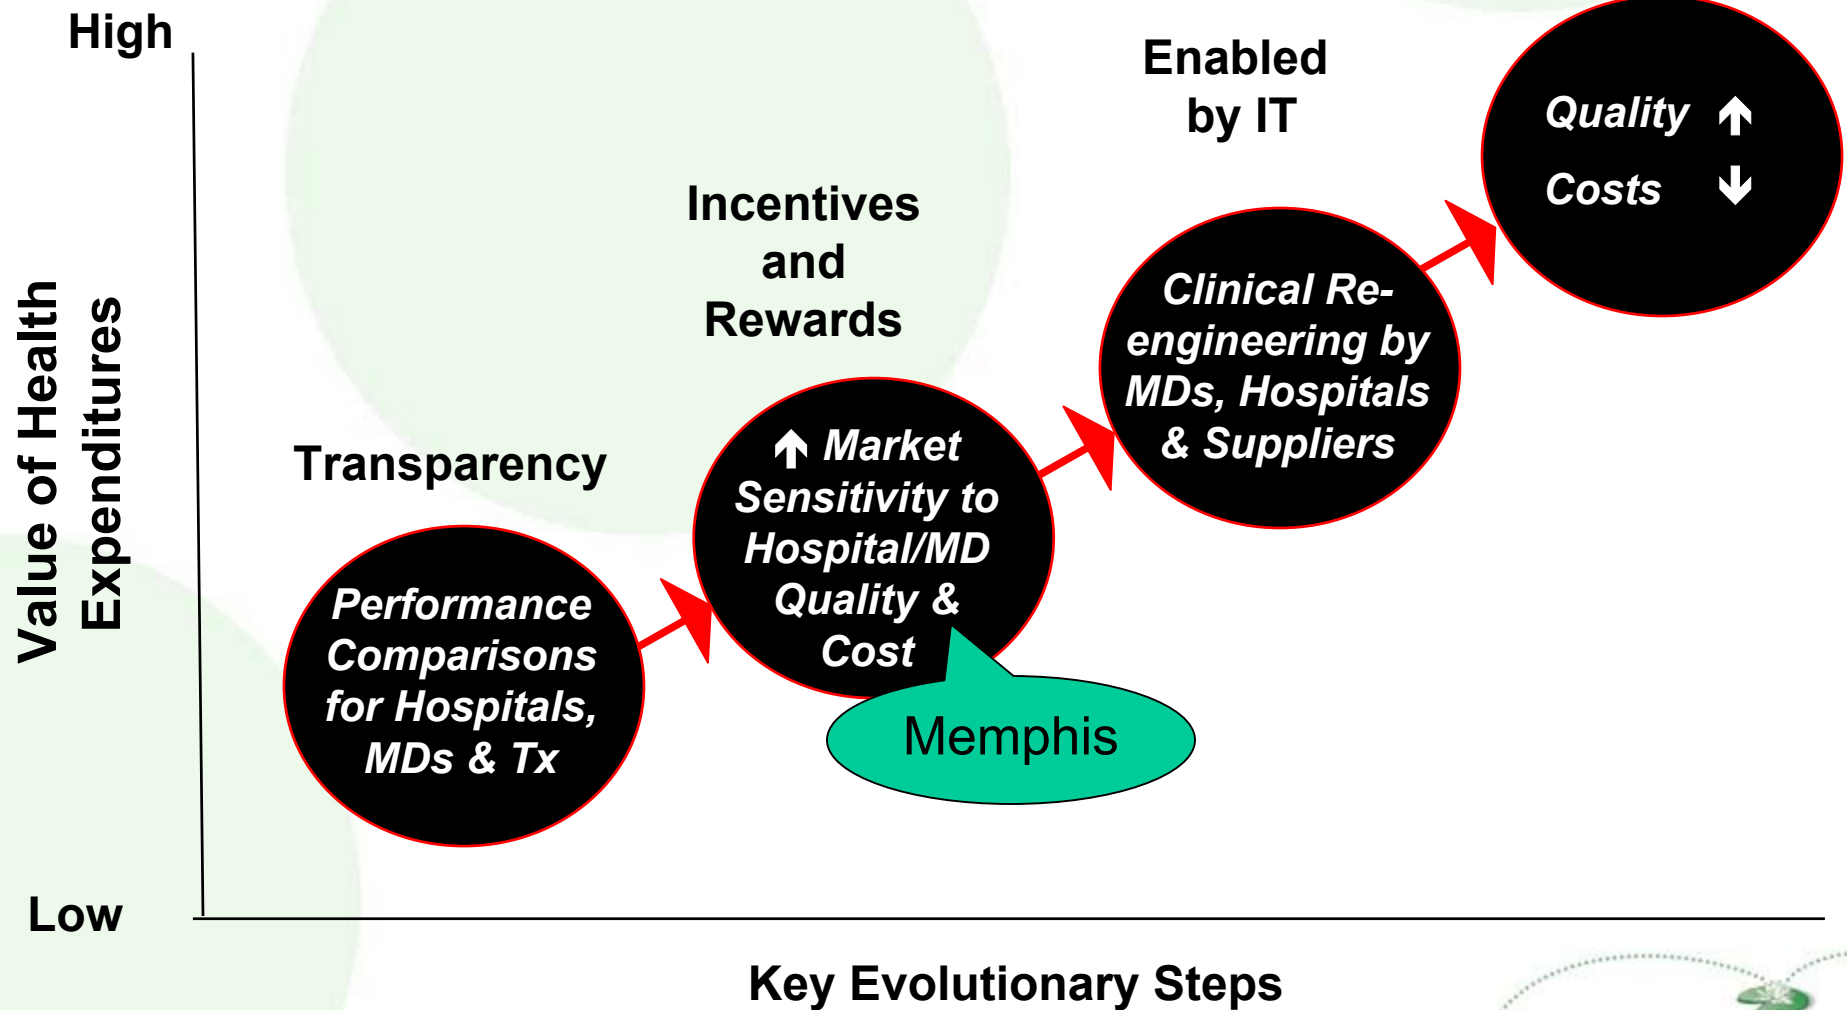 High
Value of Health
Expenditures
Low
Transparency
Performance
Comparisons
for Hospitals,
MDs & Tx
Incentives
and
Rewards
↑ Market
Sensitivity to
Hospital/MD
Quality &
Cost
Memphis
Enabled
by IT
Clinical Re-
engineering by
MDs, Hospitals
& Suppliers
Quality ↑
Costs ↓
Key Evolutionary Steps